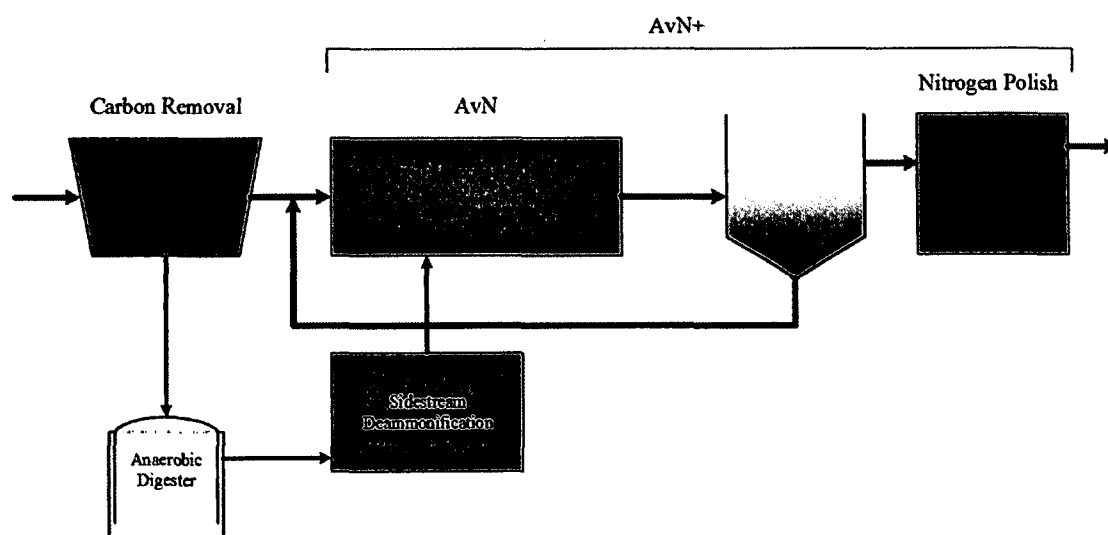 AvN+
Carbon Removal
AvN
Nitrogen Polish
Sidestream
Deammonification
Anaerobic
Digester